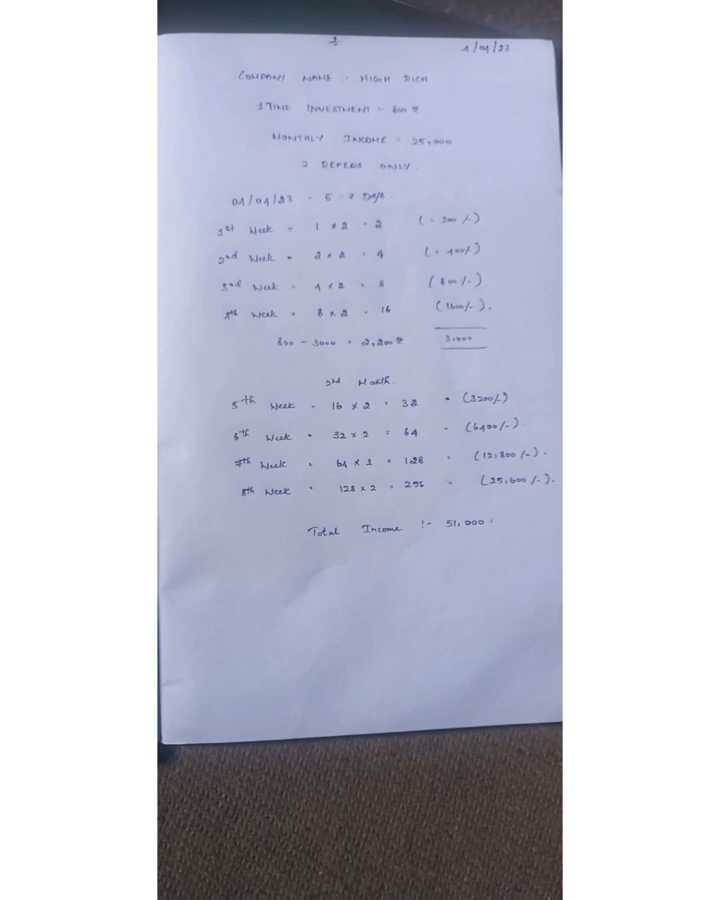 1/04/23
COMPANY NAME :- HIGH RICH
1 TIME INVESTMENT = 800 ₹
MONTHLY INCOME = 25,000
2 REFERS ONLY.
01/04/23 - 6 - 7 Days
1st Week = 1 x 2 = 2 (- 200 /-)
2nd Week = 2 x 2 = 4 (- 400/-)
3rd Week = 4 x 2 = 8 (800/-)
4th Week = 8 x 2 = 16 (1600/-).
800 - 3000 = 2,200 ₹ 3,000
2nd Month.
5th Week = 16 x 2 = 32 = (3200/-)
6th Week = 32 x 2 = 64 - (6400/-)
7th Week = 64 x 2 = 128 - (12,800/-).
8th Week = 128 x 2 = 256 = (25,600/-).
Total Income :- 51,000